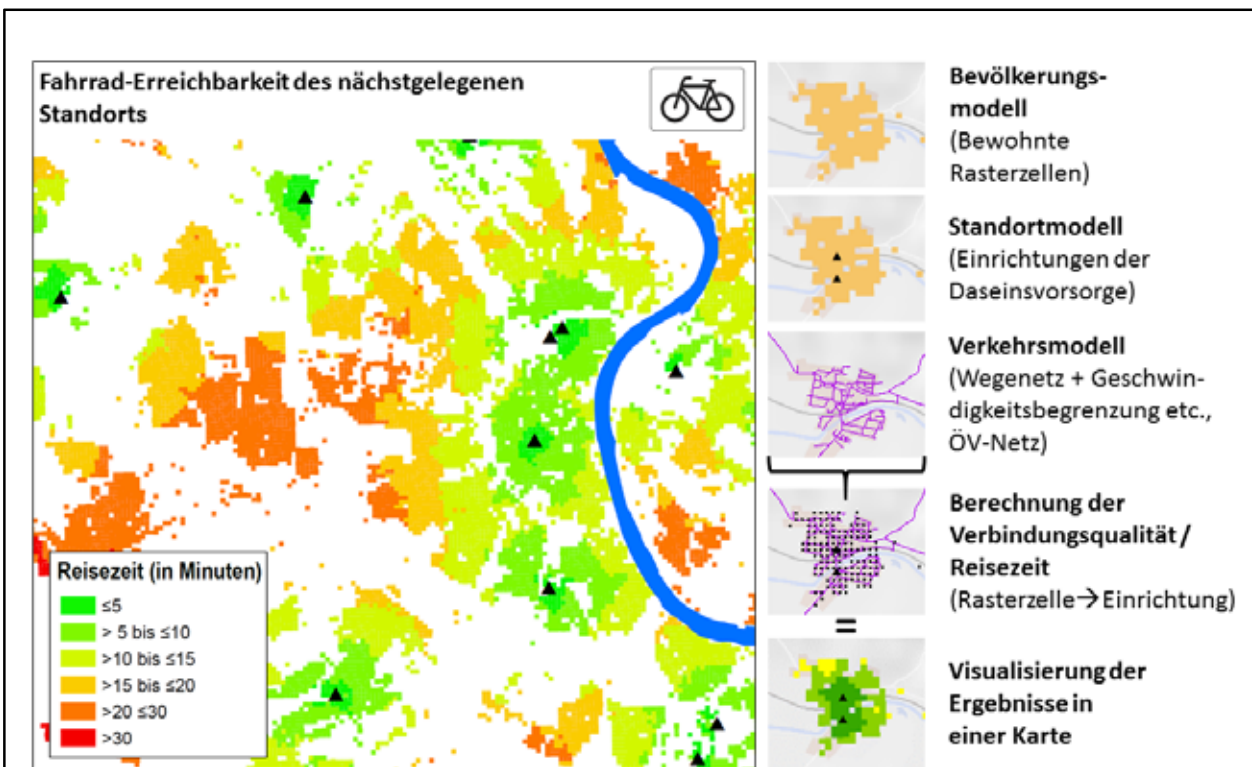 Fahrrad-Erreichbarkeit des nächstgelegenen
Standorts
Reisezeit (in Minuten)
≤5
> 5 bis ≤10
>10 bis ≤15
>15 bis ≤20
>20 ≤30
>30
Bevölkerungs-
modell
(Bewohnte
Rasterzellen)
Standortmodell
(Einrichtungen der
Daseinsvorsorge)
Verkehrsmodell
(Wegenetz + Geschwin-
digkeitsbegrenzung etc.,
ÖV-Netz)
Berechnung der
Verbindungsqualität /
Reisezeit
(Rasterzelle→Einrichtung)
=
Visualisierung der
Ergebnisse in
einer Karte